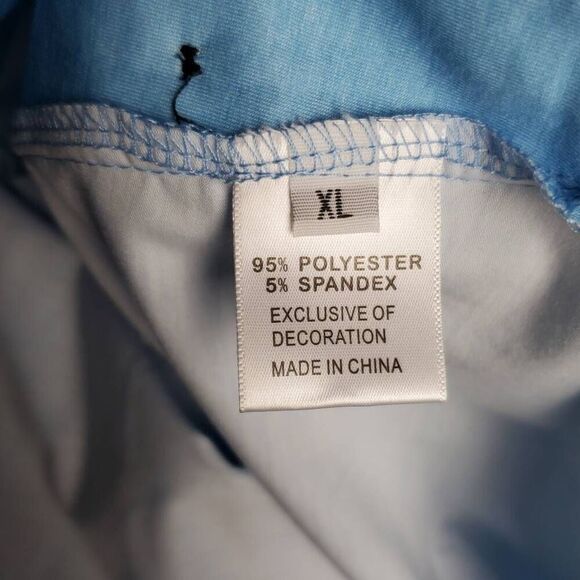 XL
95% POLYESTER
5% SPANDEX
EXCLUSIVE OF
DECORATION
MADE IN CHINA